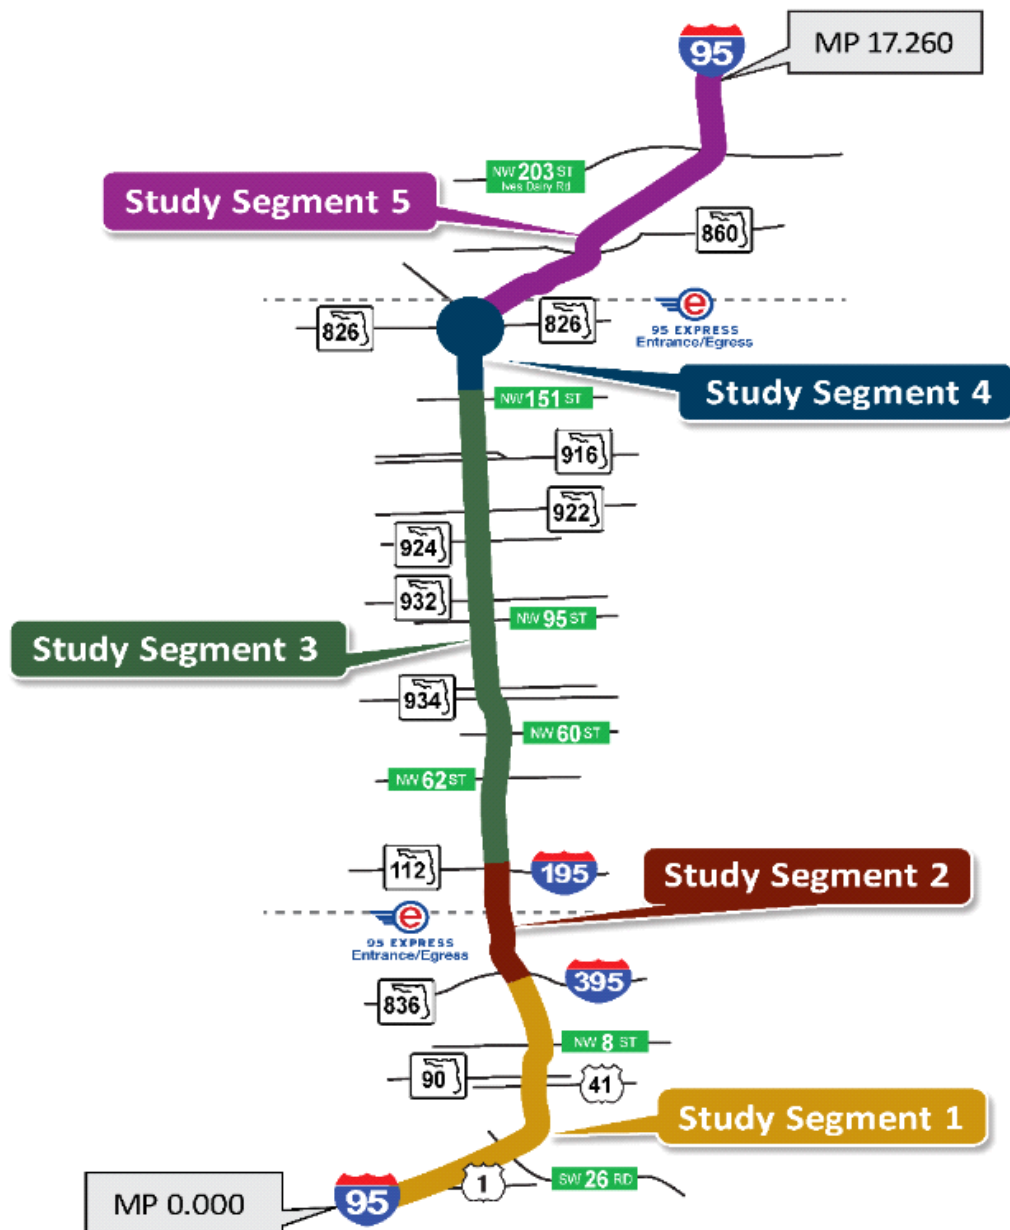 95
MP 17.260
NW 203 ST
Ives Dairy Rd
Study Segment 5
860
826
826
e
95 EXPRESS
Entrance/Egress
Study Segment 4
NW 151 ST
916
922
924
932
NW 95 ST
Study Segment 3
934
NW 60 ST
NW 62 ST
112
195
Study Segment 2
e
95 EXPRESS
Entrance/Egress
395
836
NW 8 ST
90
41
Study Segment 1
1
SW 26 RD
95
MP 0.000